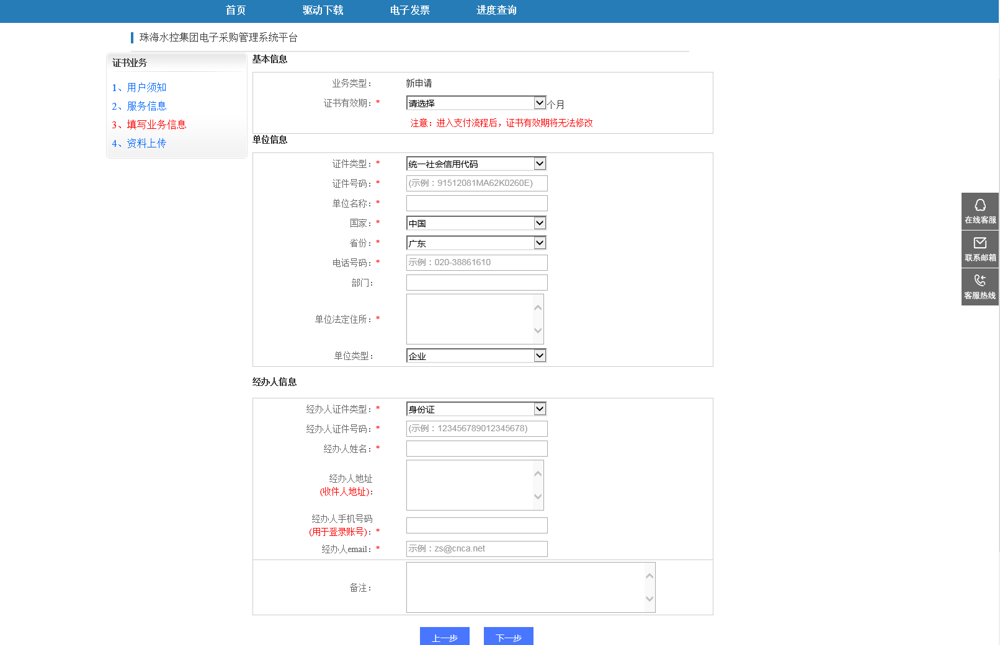 首页 驱动下载 电子发票 进度查询
珠海水控集团电子采购管理系统平台
证书业务
1、用户须知
2、服务信息
3、填写业务信息
4、资料上传
基本信息
业务类型： 新申请
证书有效期：* 请选择 个月
注意：进入支付流程后，证书有效期将无法修改
单位信息
证件类型：* 统一社会信用代码
证件号码：* (示例：91512081MA62K0260E)
单位名称：*
国家：* 中国
省份：* 广东
电话号码：* 示例：020-38861610
部门：
单位法定住所：*
单位类型： 企业
经办人信息
经办人证件类型：* 身份证
经办人证件号码：* (示例：123456789012345678)
经办人姓名：*
经办人地址
(收件人地址)：
经办人手机号码
(用于登录账号)：*
经办人email：* 示例：zs@cnca.net
备注：
上一步 下一步
在线客服
联系邮箱
客服热线